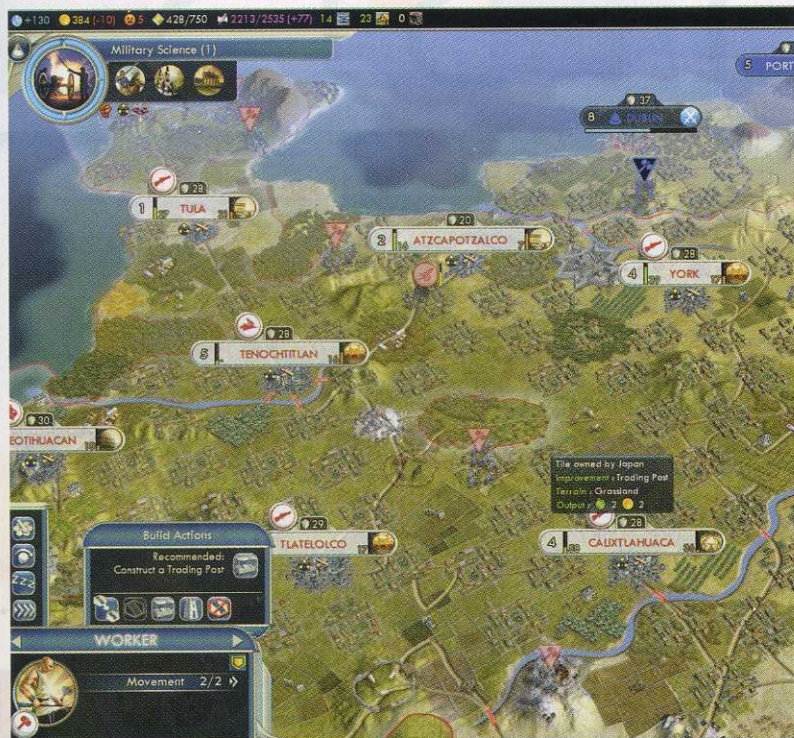 +130 384 (-10) 5 428/750 2213/2535 (+77) 14 23 0
Military Science (1)
5 PORT
37
8 DUBLIN
28
1 TULA
20
2 ATZCAPOTZALCO
28
4 YORK
28
5 TENOCHTITLAN
30
EOTIHUACAN
Tile owned by Japan
Improvement : Trading Post
Terrain : Grassland
Output : 2 2
29
TLATELOLCO
28
4 CALIXTLAHUACA
Build Actions
Recommended:
Construct a Trading Post
ZZZ
WORKER
Movement 2/2